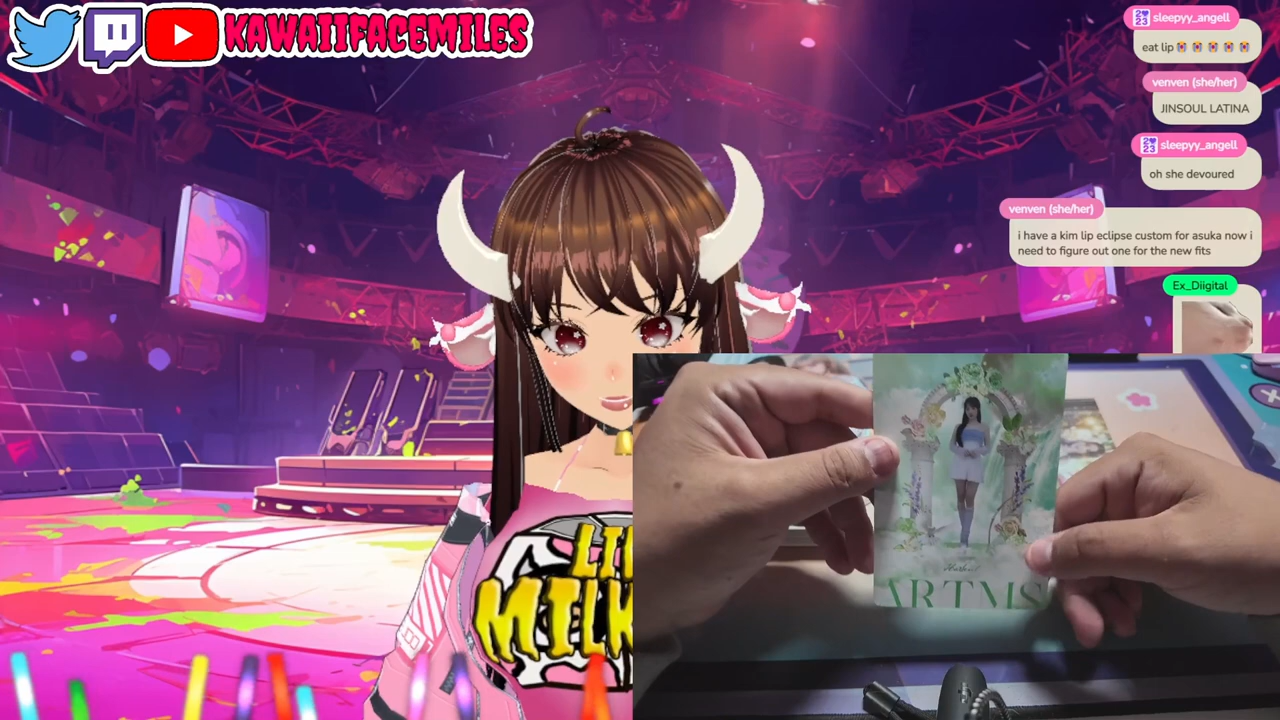 KAWAIIFACEMILES
sleepyy_angell
eat lip
venven (she/her)
JINSOUL LATINA
sleepyy_angell
oh she devoured
venven (she/her)
i have a kim lip eclipse custom for asuka now i
need to figure out one for the new fits
Ex_Diigital
MILK
ARTMS